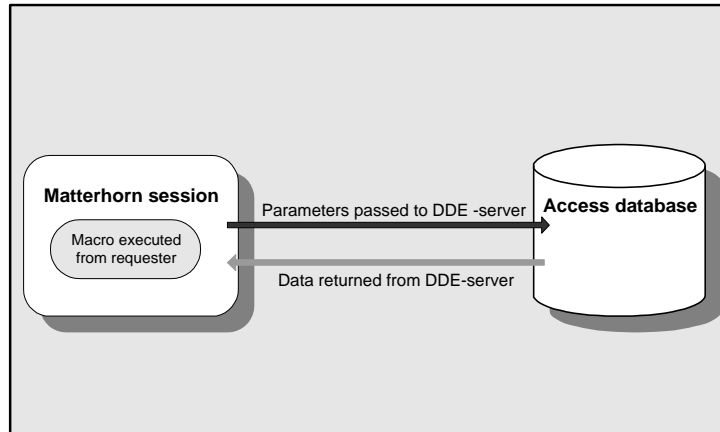 Matterhorn session
Macro executed
from requester
Parameters passed to DDE -server
Data returned from DDE-server
Access database